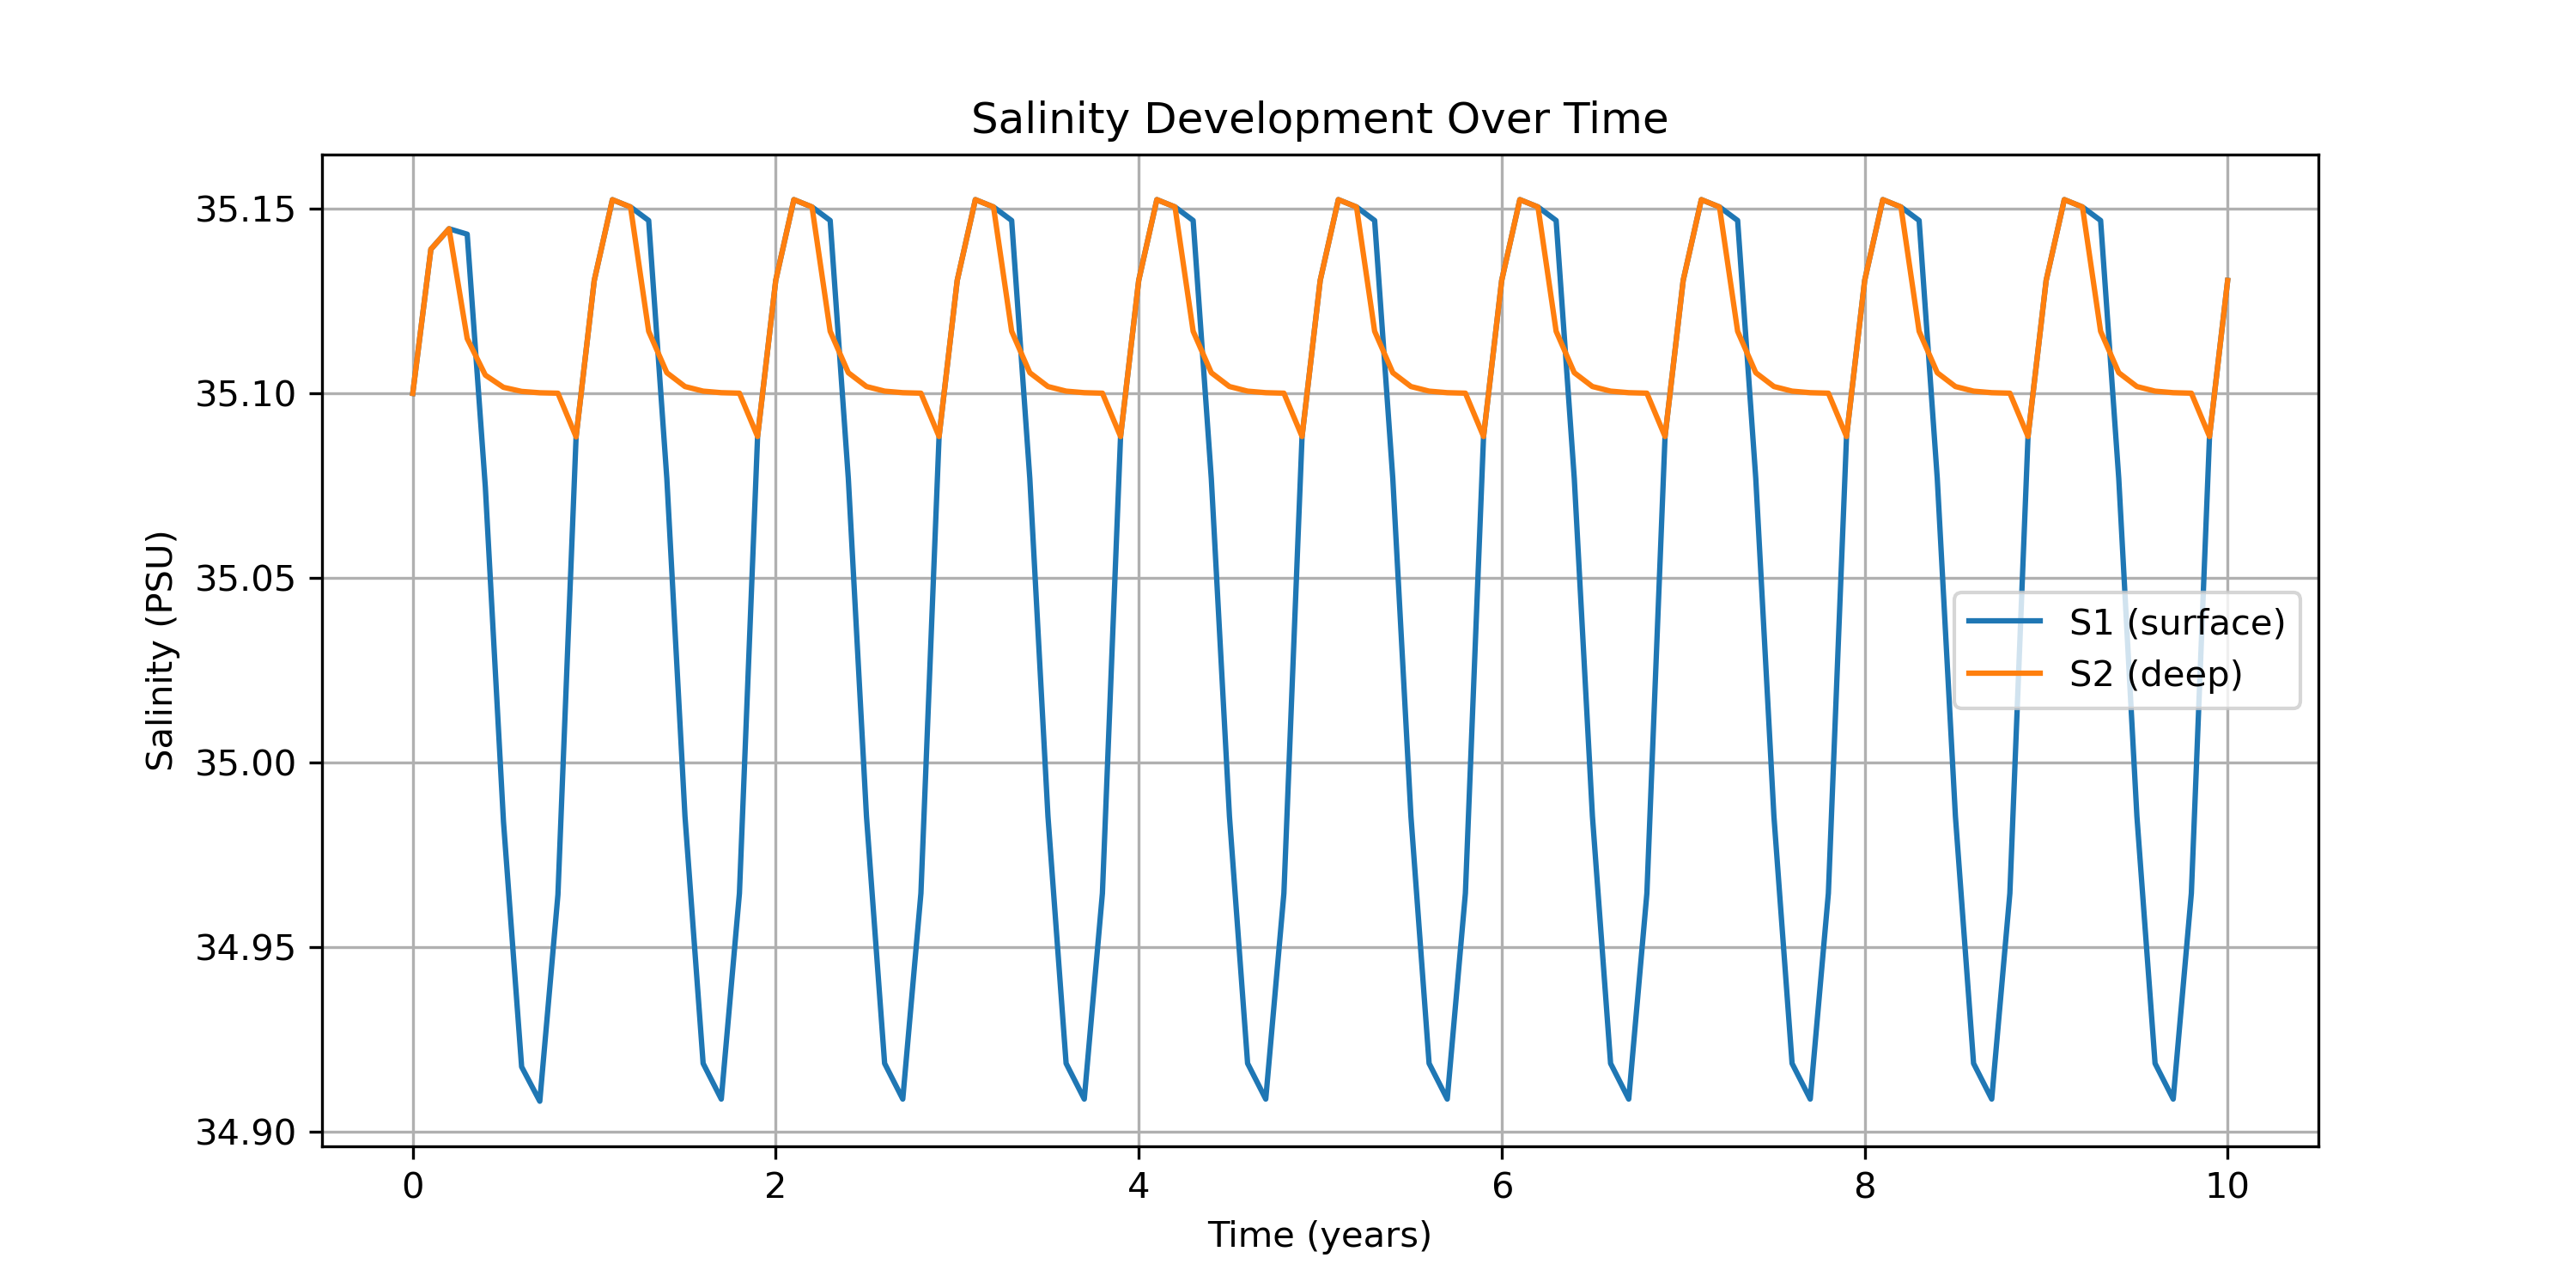 Salinity Development Over Time
35.15
35.10
35.05
35.00
34.95
34.90
Salinity (PSU)
S1 (surface)
S2 (deep)
0 2 4 6 8 10
Time (years)